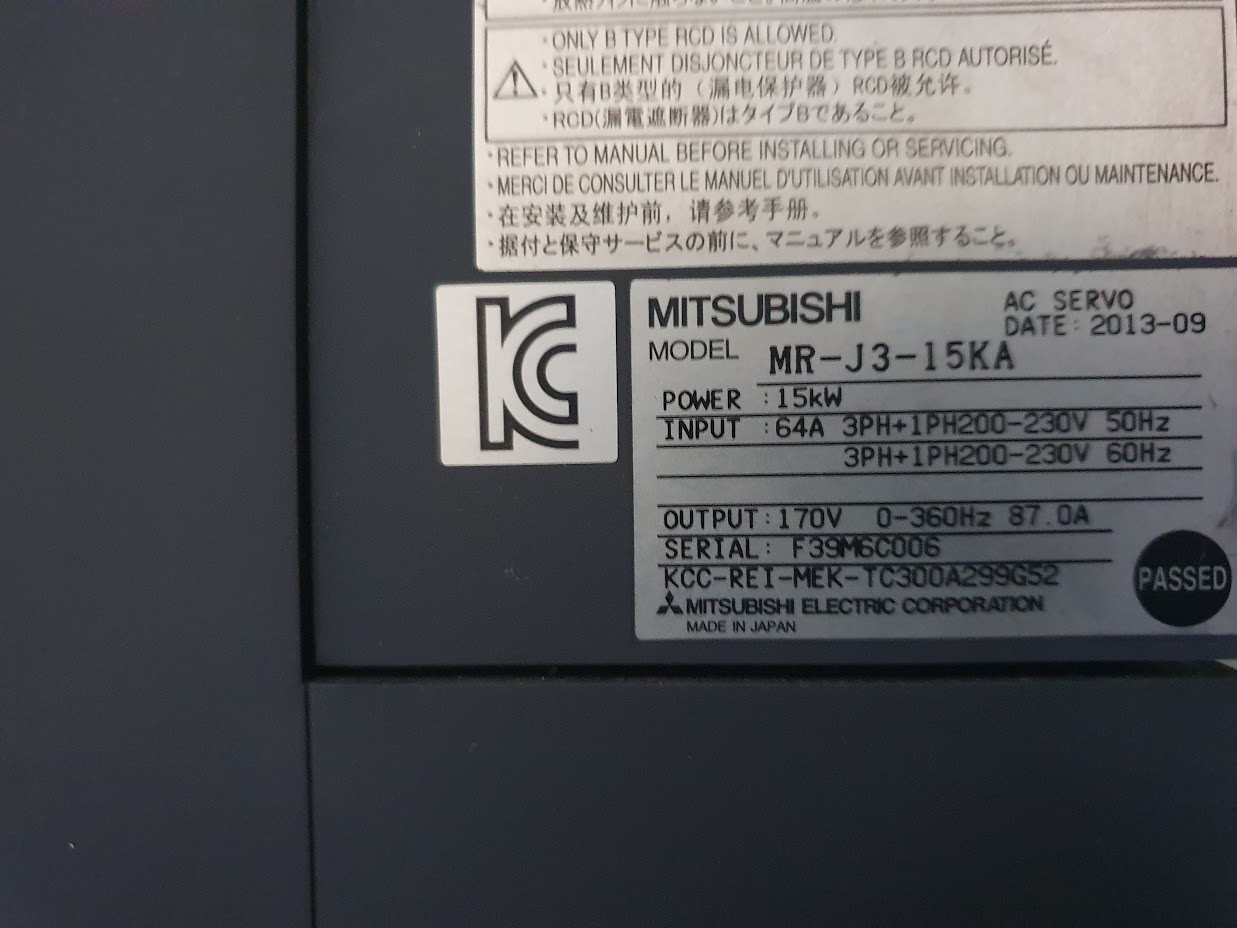 ・ONLY B TYPE RCD IS ALLOWED.
・SEULEMENT DISJONCTEUR DE TYPE B RCD AUTORISÉ.
・只有B类型的（漏电保护器）RCD被允许。
・RCD(漏電遮断器)はタイプBであること。
・REFER TO MANUAL BEFORE INSTALLING OR SERVICING.
・MERCI DE CONSULTER LE MANUEL D'UTILISATION AVANT INSTALLATION OU MAINTENANCE.
・在安装及维护前，请参考手册。
・据付と保守サービスの前に、マニュアルを参照すること。
KC
MITSUBISHI AC SERVO
DATE: 2013-09
MODEL MR-J3-15KA
POWER :15kW
INPUT :64A 3PH+1PH200-230V 50Hz
3PH+1PH200-230V 60Hz
OUTPUT:170V 0-360Hz 87.0A
SERIAL: F39M6C006
KCC-REI-MEK-TC300A299G52
PASSED
MITSUBISHI ELECTRIC CORPORATION
MADE IN JAPAN